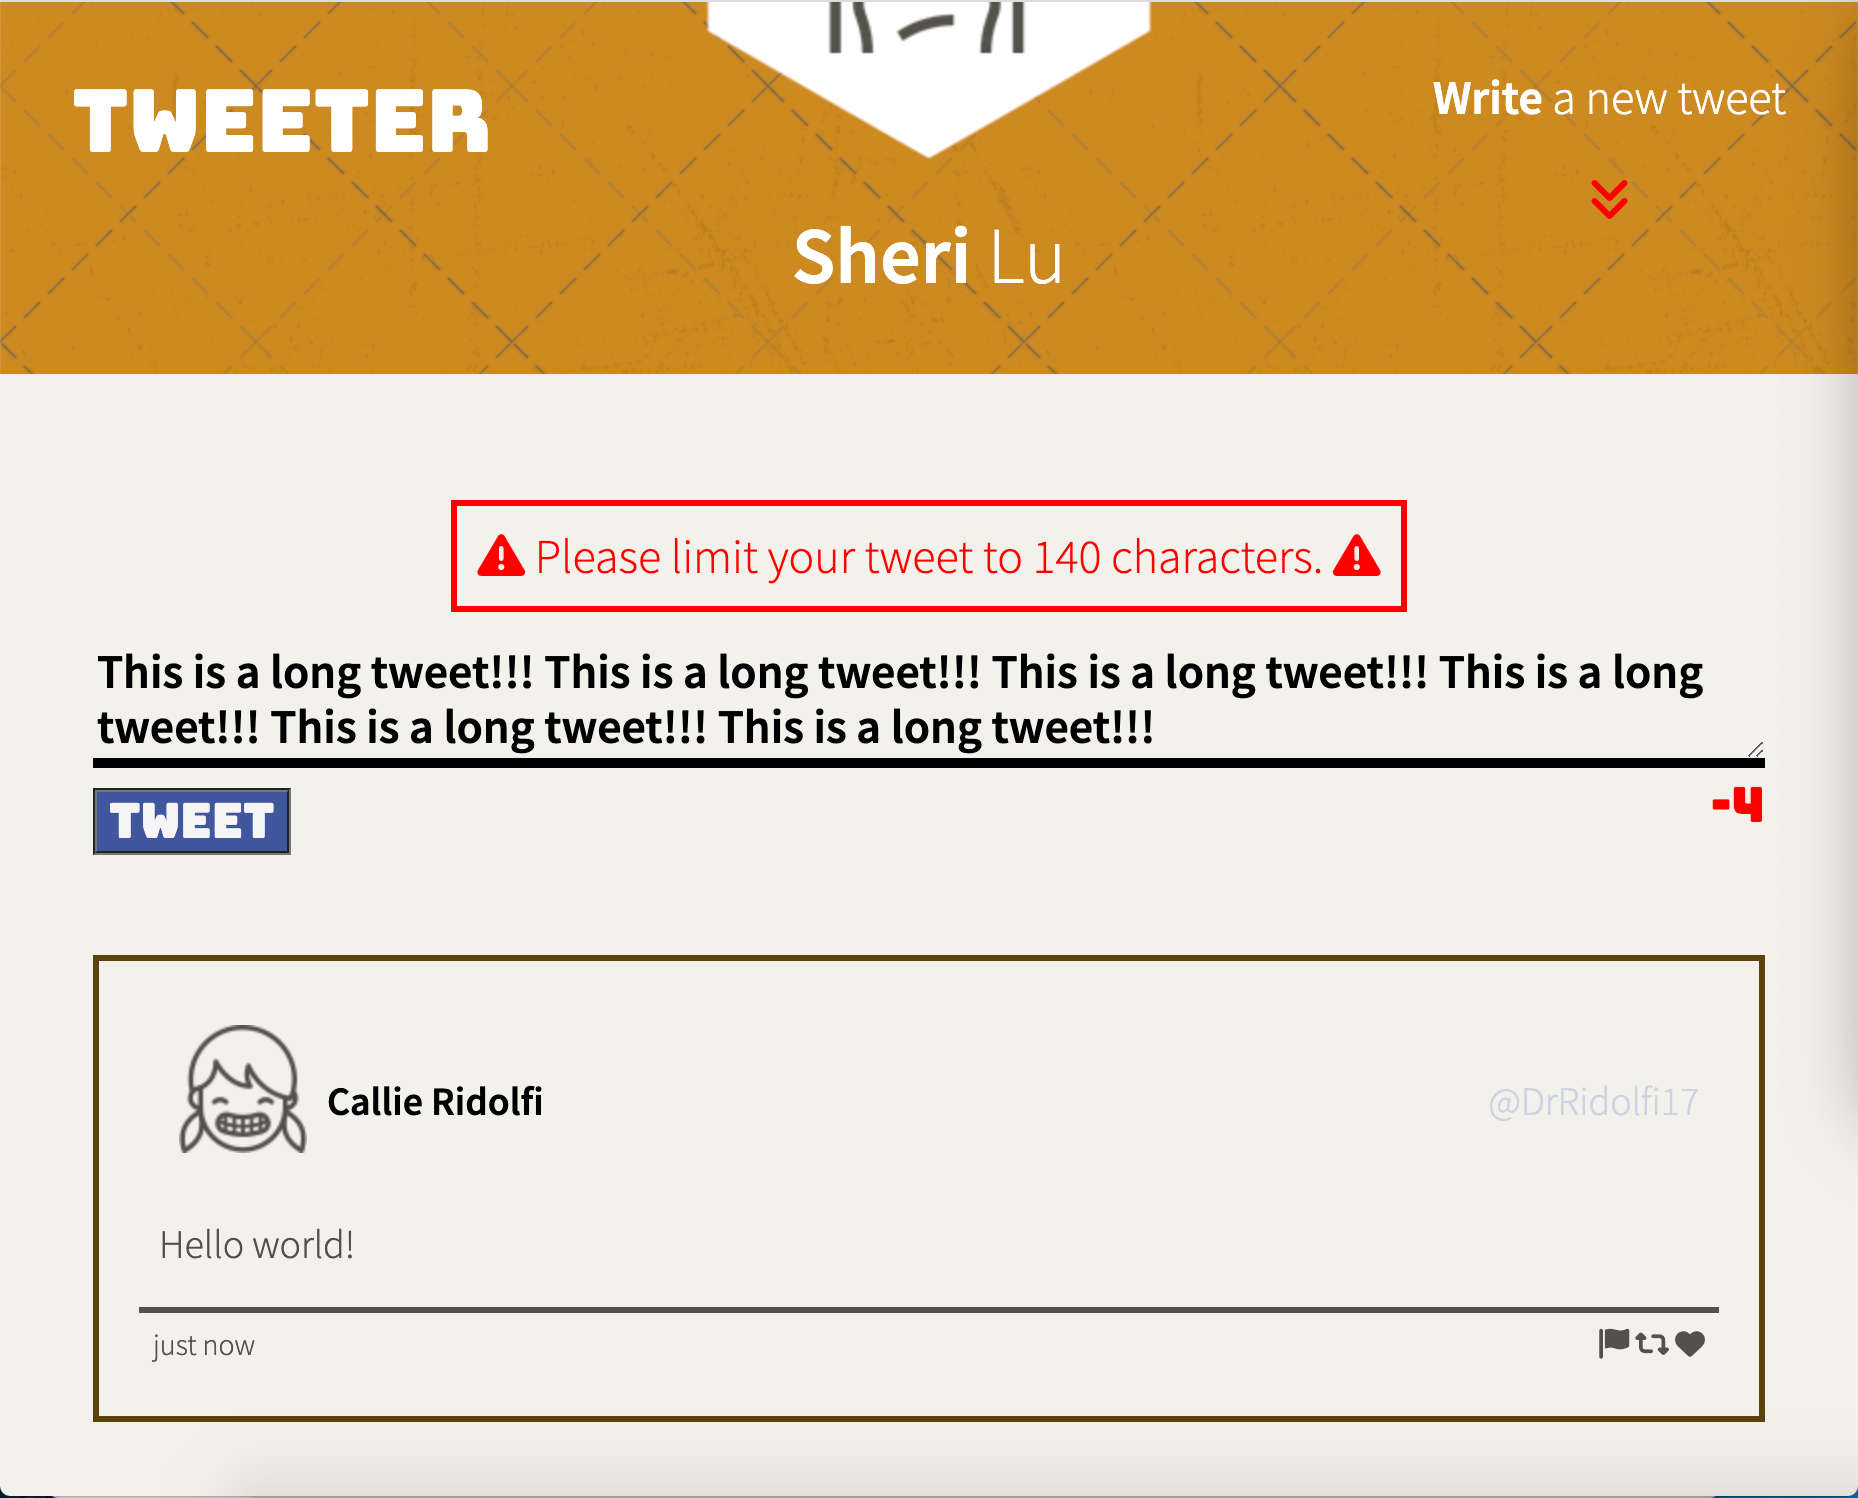 TWEETER
Write a new tweet
Sheri Lu
Please limit your tweet to 140 characters.
This is a long tweet!!! This is a long tweet!!! This is a long tweet!!! This is a long
tweet!!! This is a long tweet!!! This is a long tweet!!!
TWEET
-4
Callie Ridolfi
@DrRidolfi17
Hello world!
just now